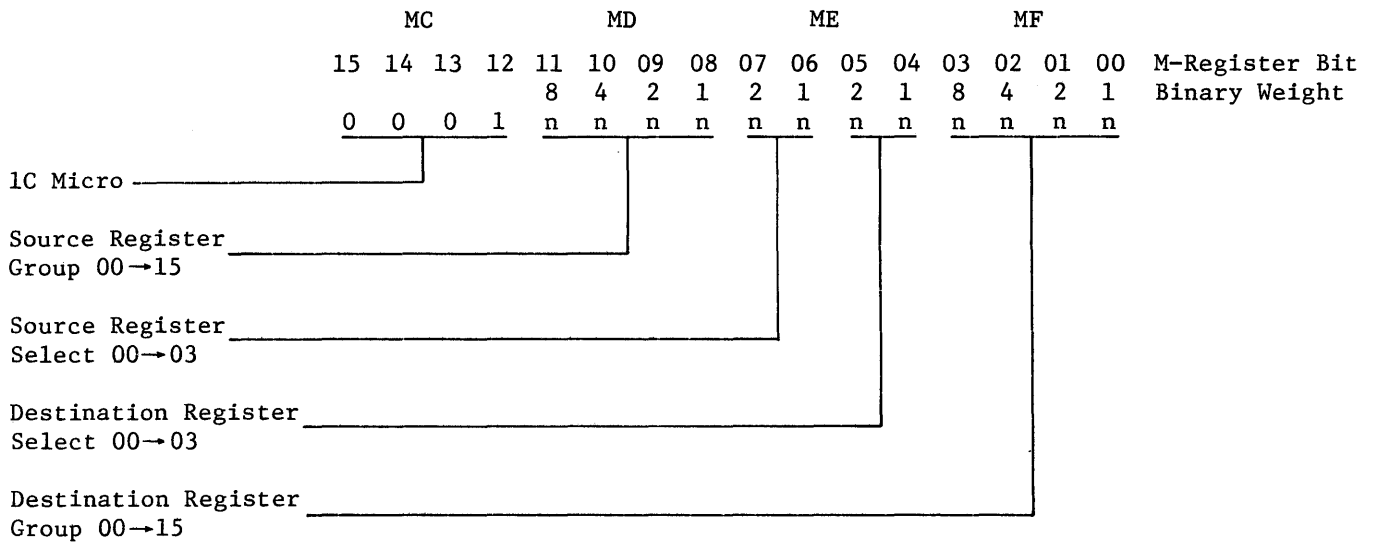 MC MD ME MF
15 14 13 12 11 10 09 08 07 06 05 04 03 02 01 00 M-Register Bit
8 4 2 1 2 1 2 1 8 4 2 1 Binary Weight
0 0 0 1 n n n n n n n n n n n n
1C Micro
Source Register
Group 00→15
Source Register
Select 00→03
Destination Register
Select 00→03
Destination Register
Group 00→15